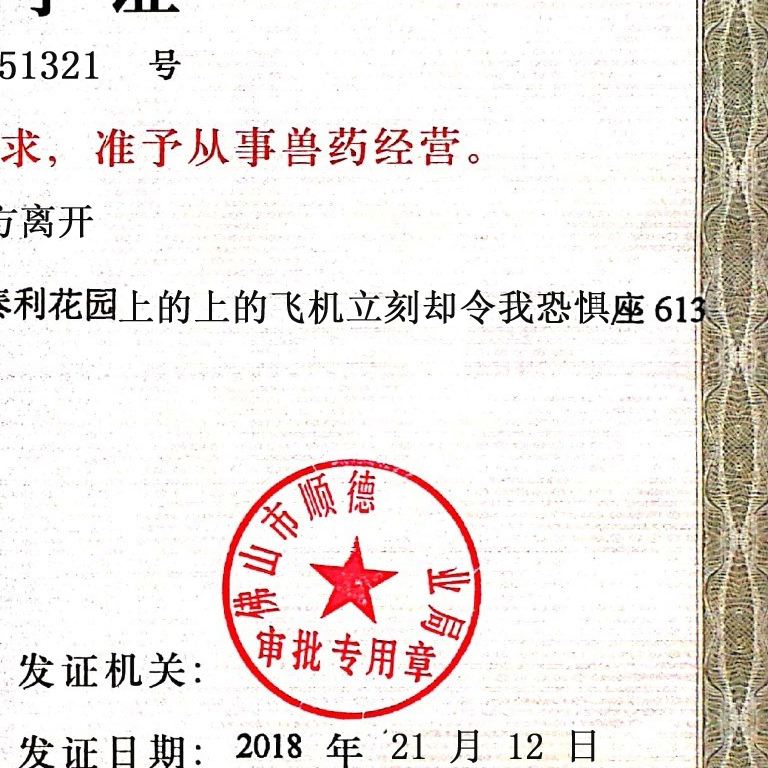 51321 号
求，准予从事兽药经营。
方离开
泰利花园上的上的飞机立刻却令我恐惧座 613
佛山市顺德 业局
审批专用章
发证机关：
发证日期：2018 年 21 月 12 日